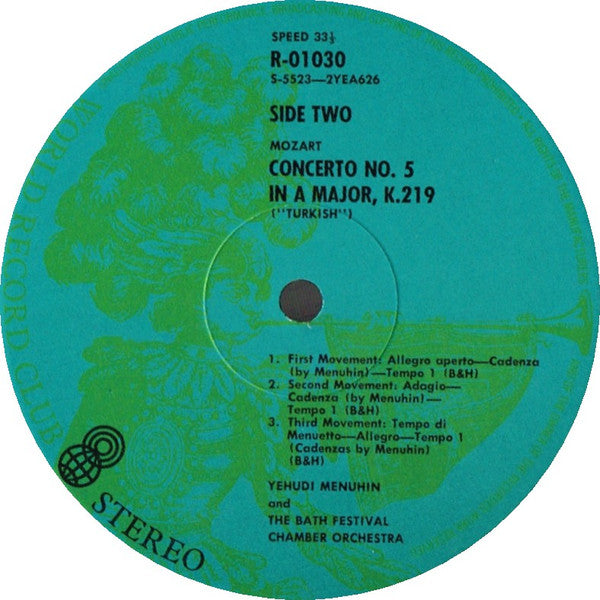 SPEED 33⅓
R-01030
S-5523—2YEA626
SIDE TWO
MOZART
CONCERTO NO. 5
IN A MAJOR, K.219
(''TURKISH'')
1. First Movement: Allegro aperto—Cadenza
(by Menuhin)—Tempo 1 (B&H)
2. Second Movement: Adagio—
Cadenza (by Menuhin)—
Tempo 1 (B&H)
3. Third Movement: Tempo di
Menuetto—Allegro—Tempo 1
(Cadenzas by Menuhin)
(B&H)
YEHUDI MENUHIN
and
THE BATH FESTIVAL
CHAMBER ORCHESTRA
WORLD RECORD CLUB
STEREO